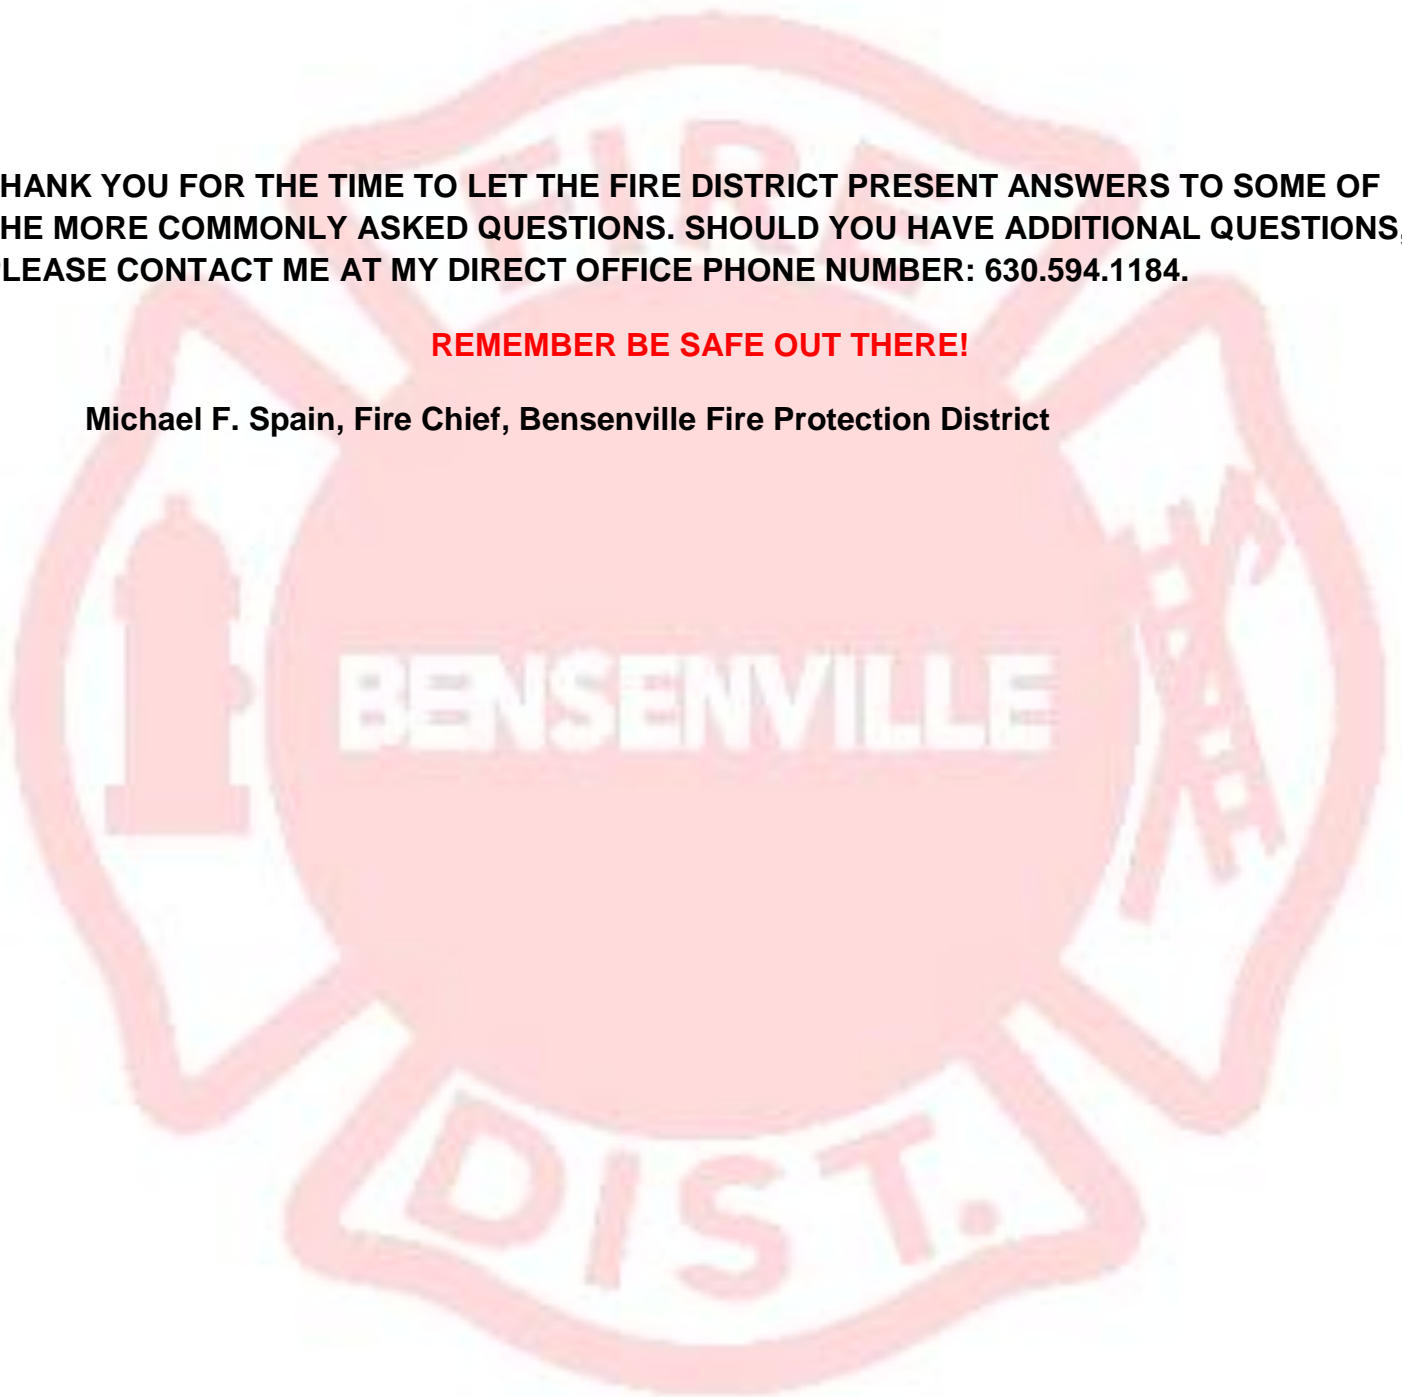 HANK YOU FOR THE TIME TO LET THE FIRE DISTRICT PRESENT ANSWERS TO SOME OF
HE MORE COMMONLY ASKED QUESTIONS. SHOULD YOU HAVE ADDITIONAL QUESTIONS,
PLEASE CONTACT ME AT MY DIRECT OFFICE PHONE NUMBER: 630.594.1184.
REMEMBER BE SAFE OUT THERE!
Michael F. Spain, Fire Chief, Bensenville Fire Protection District
FIRE
BENSENVILLE
DIST.